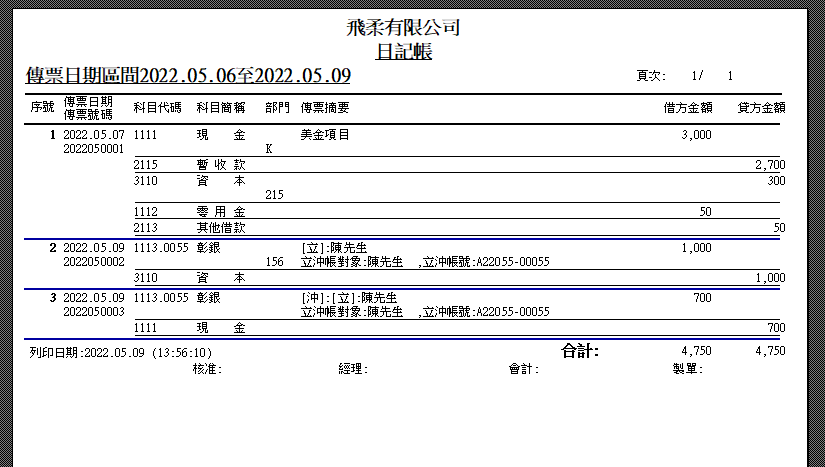 飛柔有限公司
日記帳
傳票日期區間2022.05.06至2022.05.09 頁次: 1/ 1
序號 傳票日期 科目代碼 科目簡稱 部門 傳票摘要 借方金額 貸方金額
傳票號碼
1 2022.05.07 1111 現 金 美金項目 3,000
2022050001 K
2115 暫 收 款 2,700
3110 資 本 300
215
1112 零 用 金 50
2113 其他借款 50
2 2022.05.09 1113.0055 彰銀 [立]:陳先生 1,000
2022050002 156 立沖帳對象:陳先生 ,立沖帳號:A22055-00055
3110 資 本 1,000
3 2022.05.09 1113.0055 彰銀 [沖]:[立]:陳先生 700
2022050003 立沖帳對象:陳先生 ,立沖帳號:A22055-00055
1111 現 金 700
列印日期:2022.05.09 (13:56:10) 合計: 4,750 4,750
核准: 經理: 會計: 製單: